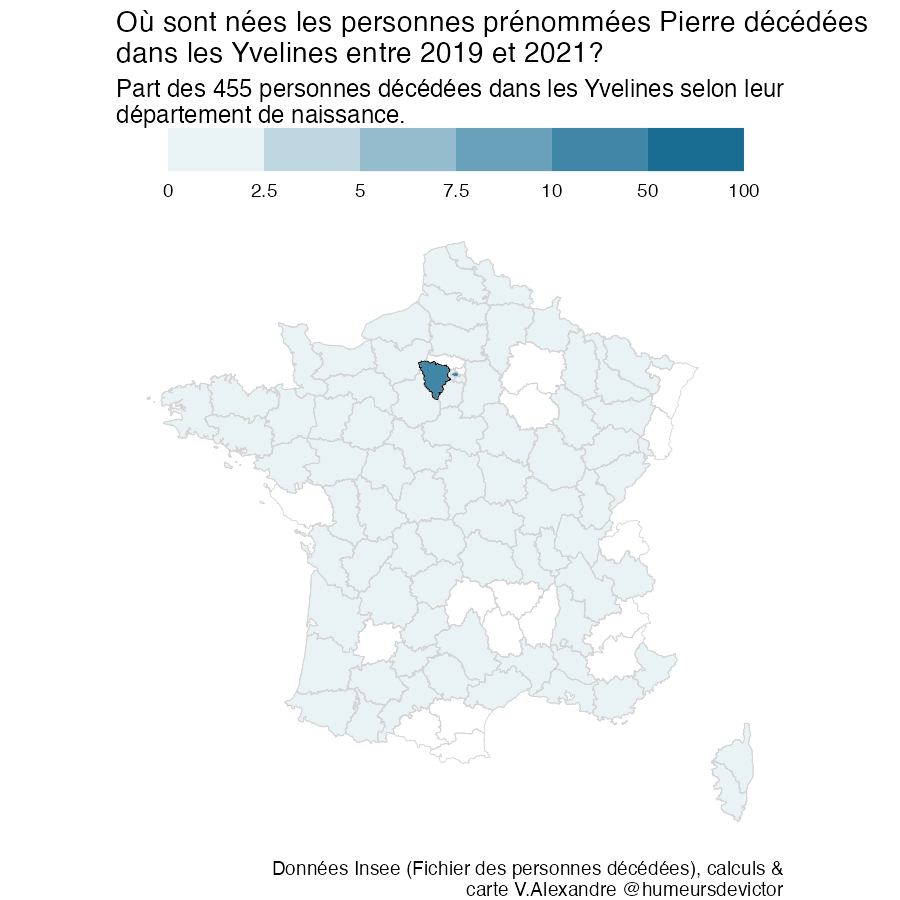 Où sont nées les personnes prénommées Pierre décédées
dans les Yvelines entre 2019 et 2021?
Part des 455 personnes décédées dans les Yvelines selon leur
département de naissance.
0 2.5 5 7.5 10 50 100
Données Insee (Fichier des personnes décédées), calculs &
carte V.Alexandre @humeursdevictor